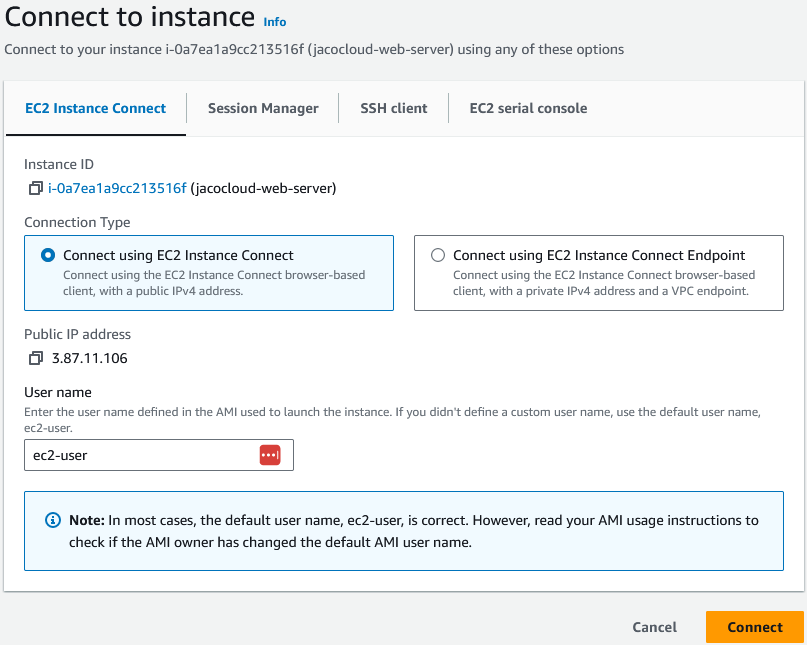 Connect to instance Info
Connect to your instance i-0a7ea1a9cc213516f (jacocloud-web-server) using any of these options
EC2 Instance Connect
Session Manager
SSH client
EC2 serial console
Instance ID
i-0a7ea1a9cc213516f (jacocloud-web-server)
Connection Type
Connect using EC2 Instance Connect
Connect using the EC2 Instance Connect browser-based
client, with a public IPv4 address.
Connect using EC2 Instance Connect Endpoint
Connect using the EC2 Instance Connect browser-based
client, with a private IPv4 address and a VPC endpoint.
Public IP address
3.87.11.106
User name
Enter the user name defined in the AMI used to launch the instance. If you didn't define a custom user name, use the default user name,
ec2-user.
ec2-user
Note: In most cases, the default user name, ec2-user, is correct. However, read your AMI usage instructions to
check if the AMI owner has changed the default AMI user name.
Cancel
Connect